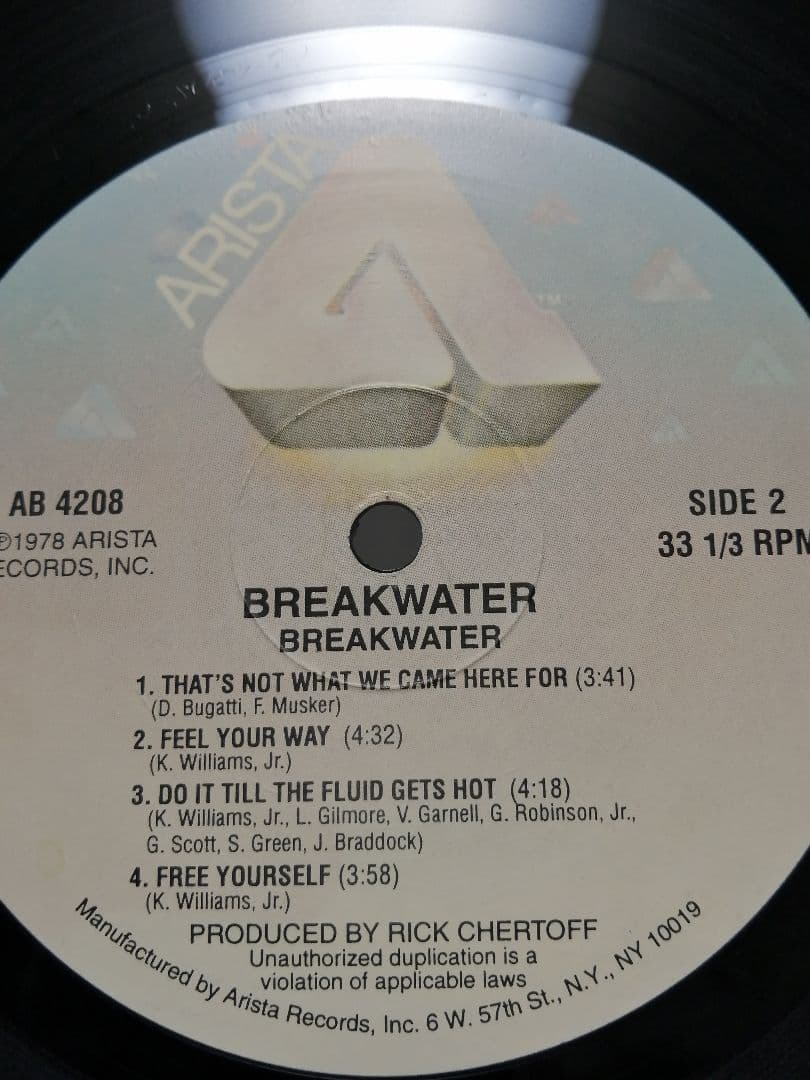 ARISTA
TM
AB 4208
℗1978 ARISTA
ECORDS, INC.
SIDE 2
33 1/3 RPM
BREAKWATER
BREAKWATER
1. THAT'S NOT WHAT WE CAME HERE FOR (3:41)
(D. Bugatti, F. Musker)
2. FEEL YOUR WAY (4:32)
(K. Williams, Jr.)
3. DO IT TILL THE FLUID GETS HOT (4:18)
(K. Williams, Jr., L. Gilmore, V. Garnell, G. Robinson, Jr.,
G. Scott, S. Green, J. Braddock)
4. FREE YOURSELF (3:58)
(K. Williams, Jr.)
PRODUCED BY RICK CHERTOFF
Unauthorized duplication is a
violation of applicable laws
Manufactured by Arista Records, Inc. 6 W. 57th St., N.Y., NY 10019